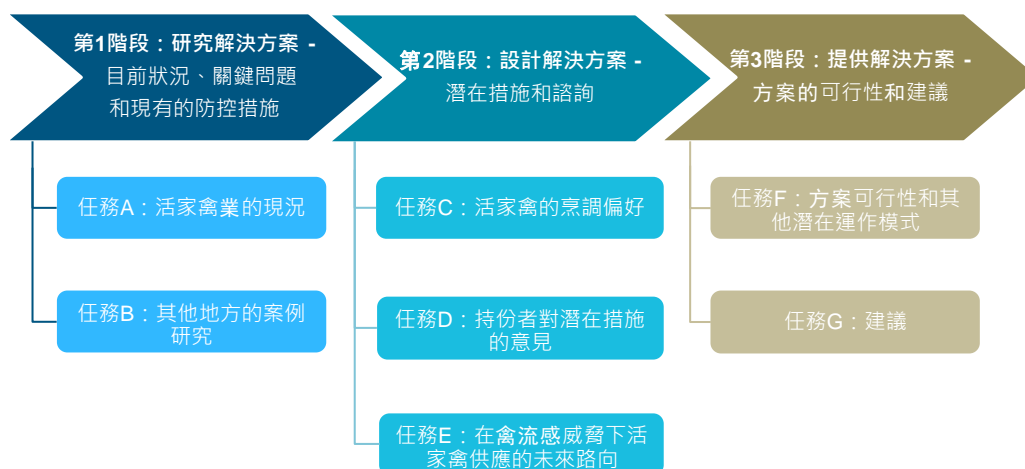 第1階段：研究解決方案 -
目前狀況、關鍵問題
和現有的防控措施
任務A：活家禽業的現況
任務B：其他地方的案例
研究
第2階段：設計解決方案 -
潛在措施和諮詢
任務C：活家禽的烹調偏好
任務D：持份者對潛在措施
的意見
任務E：在禽流感威脅下活
家禽供應的未來路向
第3階段：提供解決方案 -
方案的可行性和建議
任務F：方案可行性和其
他潛在運作模式
任務G：建議